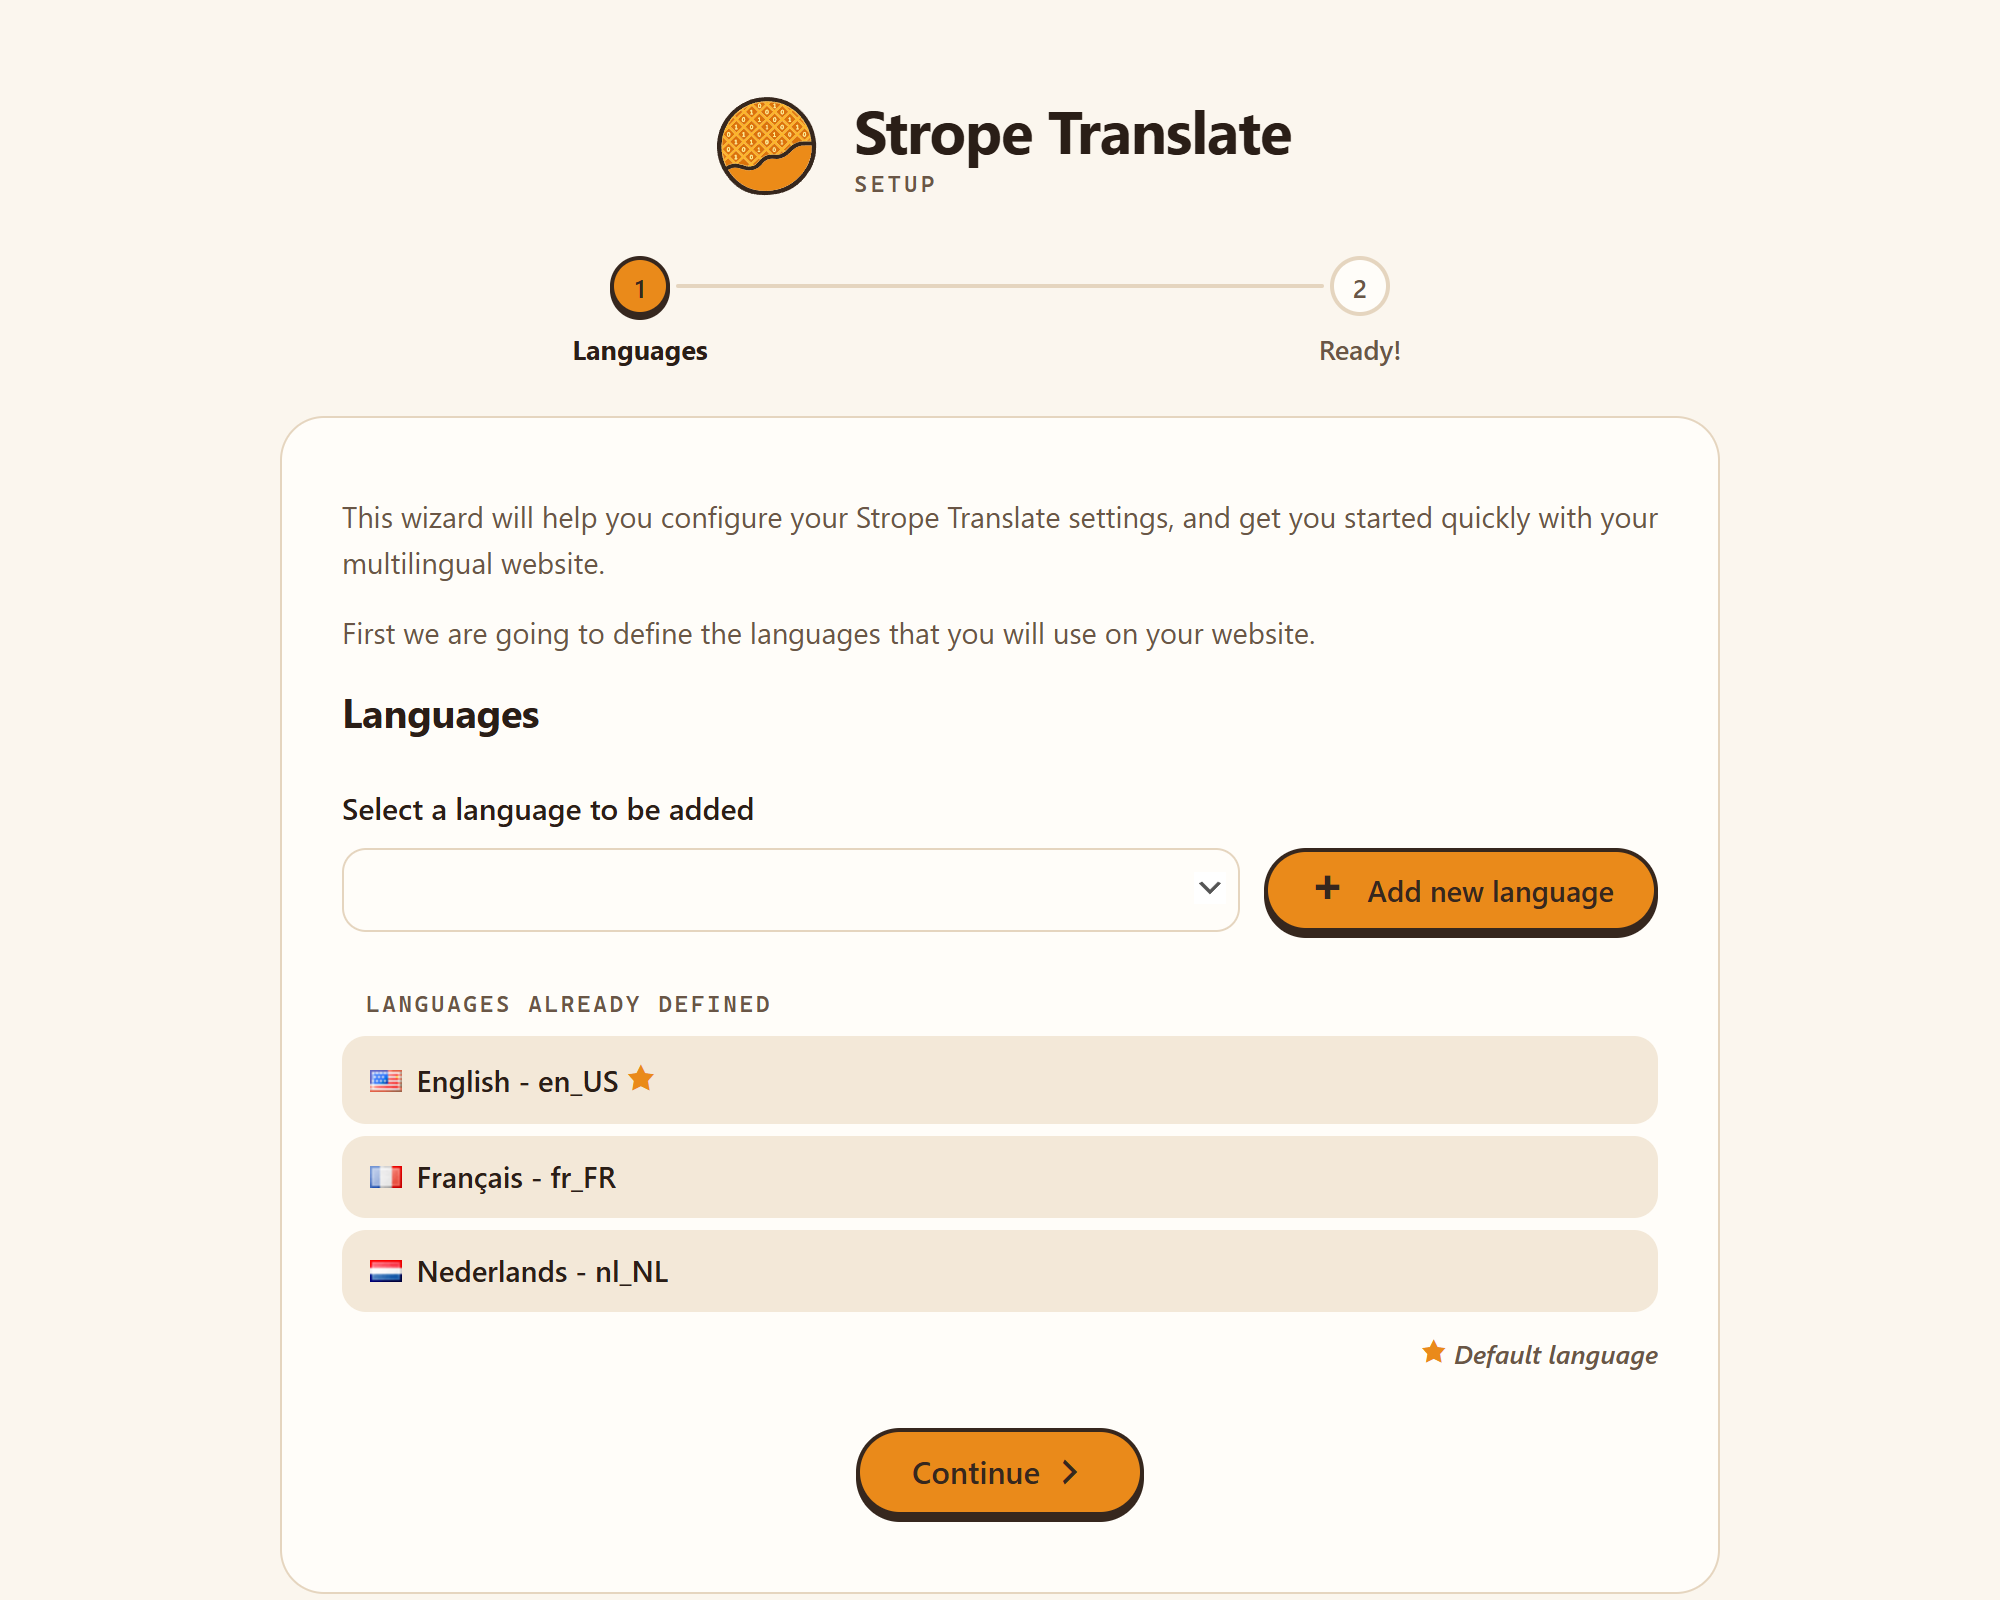 Strope Translate
SETUP
1
2
Languages
Ready!
This wizard will help you configure your Strope Translate settings, and get you started quickly with your
multilingual website.
First we are going to define the languages that you will use on your website.
Languages
Select a language to be added
Add new language
LANGUAGES ALREADY DEFINED
English - en_US
Français - fr_FR
Nederlands - nl_NL
Default language
Continue